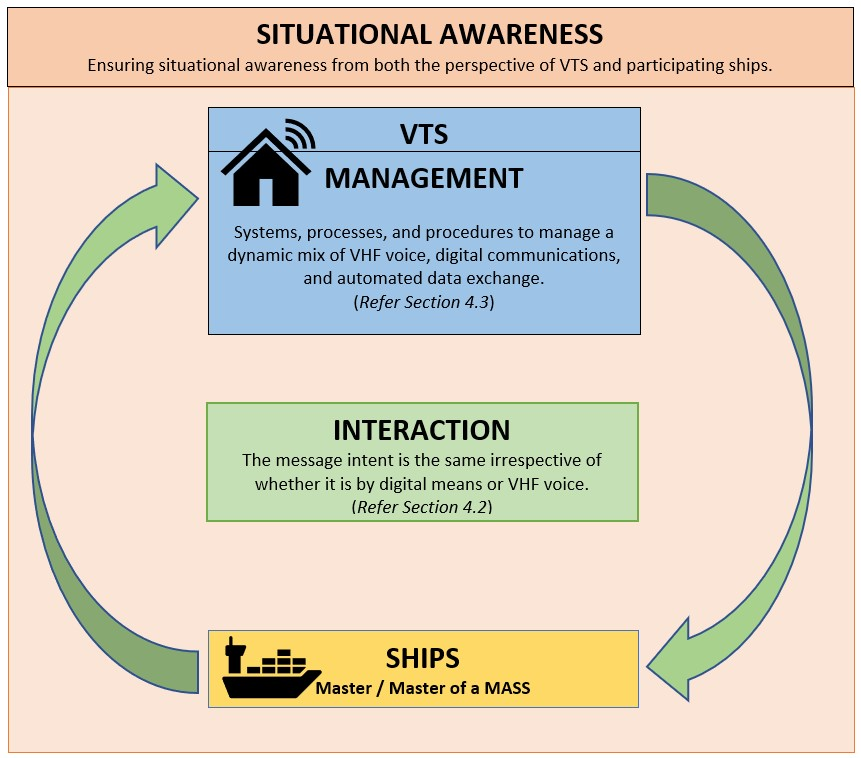 SITUATIONAL AWARENESS
Ensuring situational awareness from both the perspective of VTS and participating ships.
VTS
MANAGEMENT
Systems, processes, and procedures to manage a
dynamic mix of VHF voice, digital communications,
and automated data exchange.
(Refer Section 4.3)
INTERACTION
The message intent is the same irrespective of
whether it is by digital means or VHF voice.
(Refer Section 4.2)
SHIPS
Master / Master of a MASS